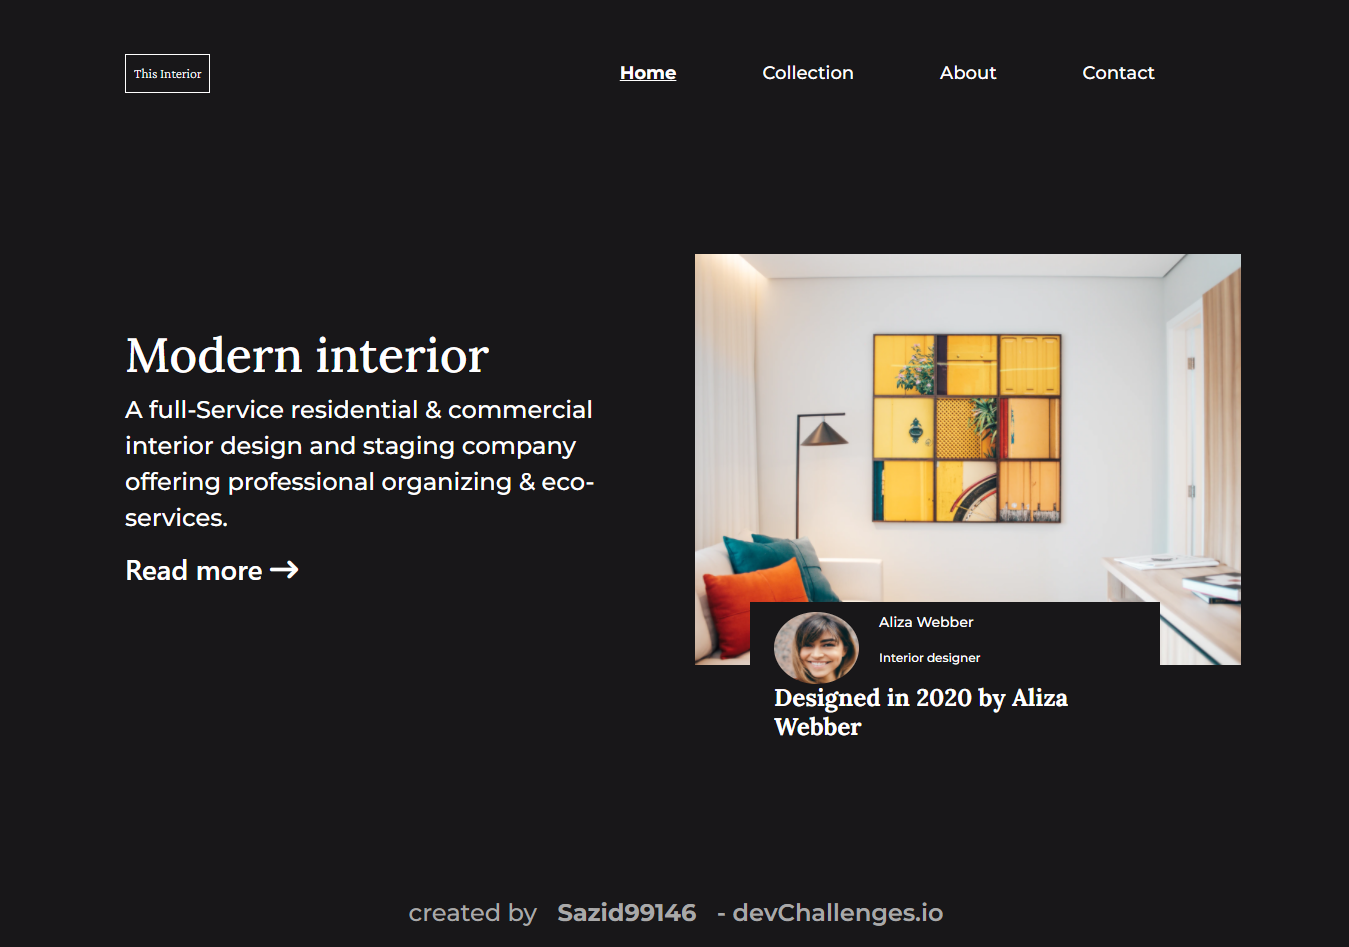 This Interior
Home
Collection
About
Contact
Modern interior
A full-Service residential & commercial
interior design and staging company
offering professional organizing & eco-
services.
Read more →
Aliza Webber
Interior designer
Designed in 2020 by Aliza
Webber
created by Sazid99146 - devChallenges.io